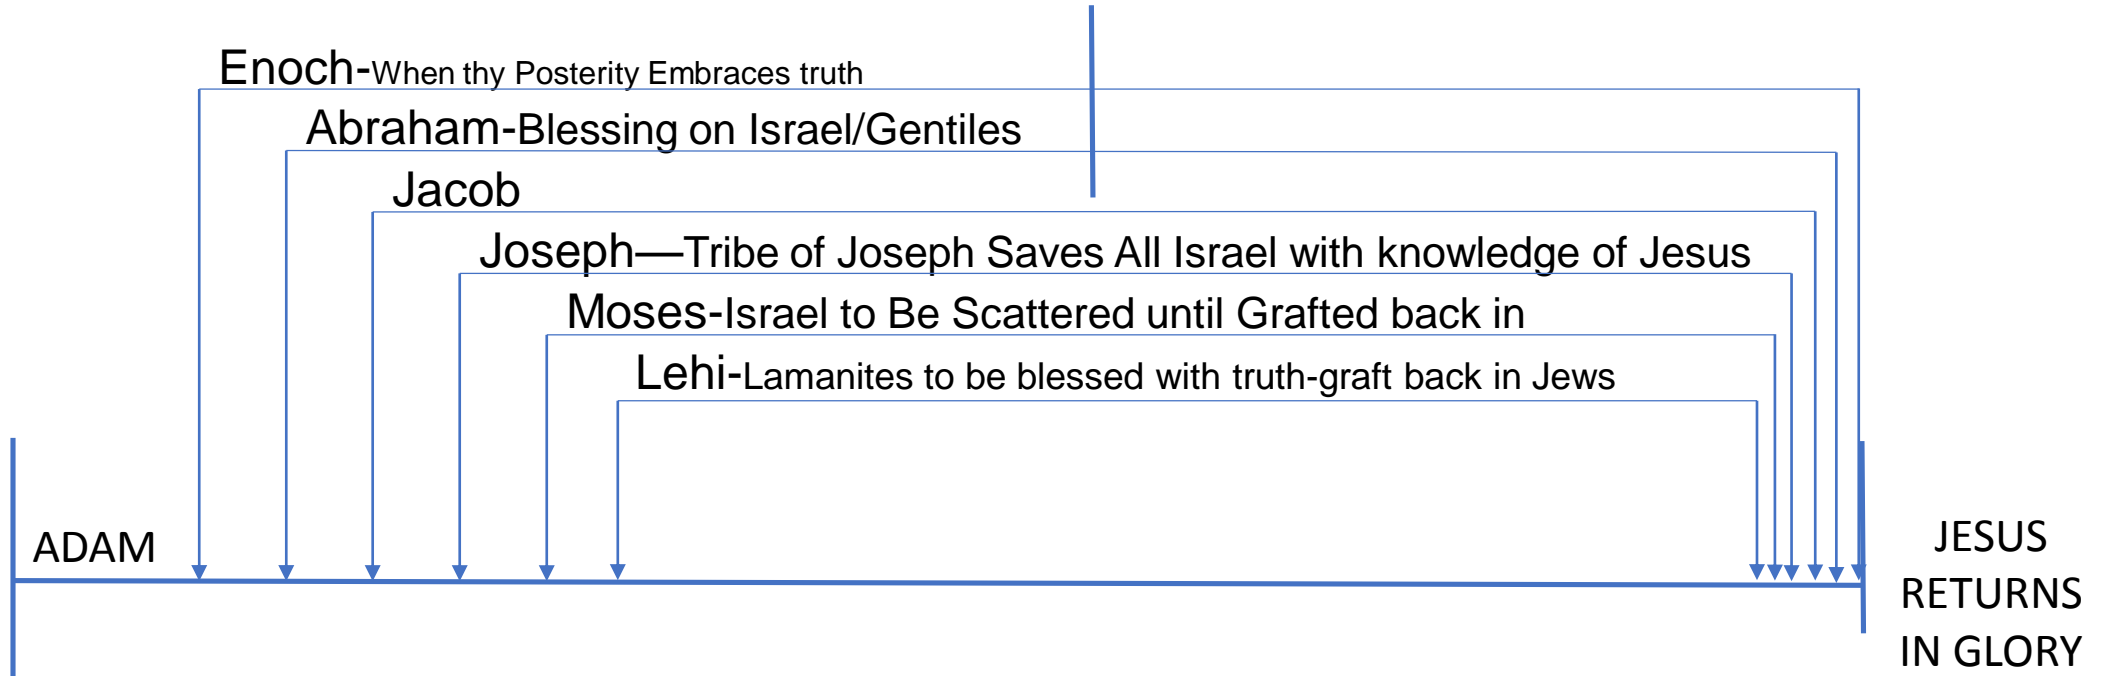 Enoch-When thy Posterity Embraces truth
Abraham-Blessing on Israel/Gentiles
Jacob
Joseph—Tribe of Joseph Saves All Israel with knowledge of Jesus
Moses-Israel to Be Scattered until Grafted back in
Lehi-Lamanites to be blessed with truth-graft back in Jews
ADAM
JESUS
RETURNS
IN GLORY